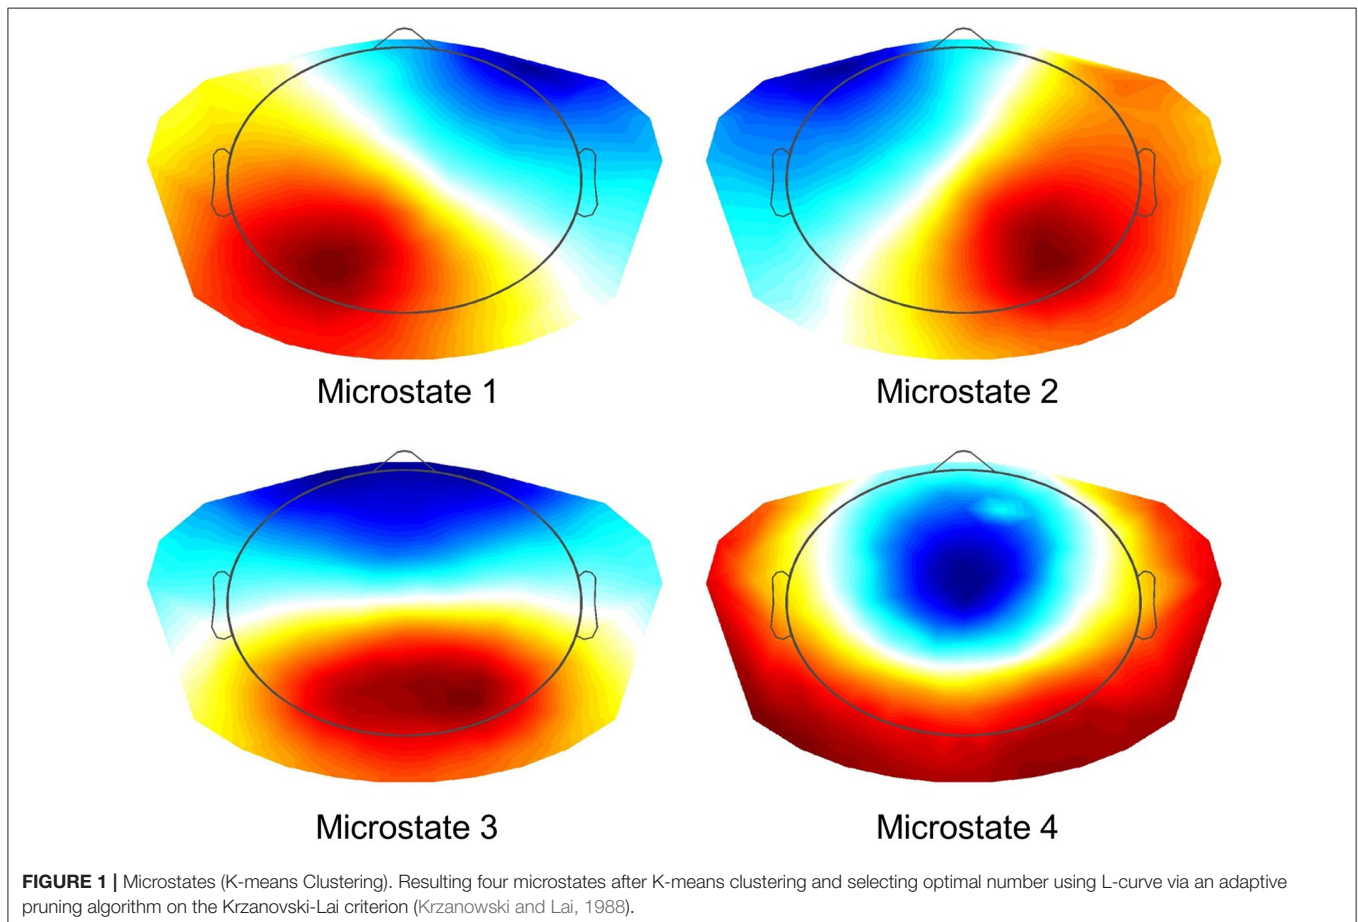 Microstate 1
Microstate 2
Microstate 3
Microstate 4
FIGURE 1 | Microstates (K-means Clustering). Resulting four microstates after K-means clustering and selecting optimal number using L-curve via an adaptive
pruning algorithm on the Krzanovski-Lai criterion (Krzanowski and Lai, 1988).